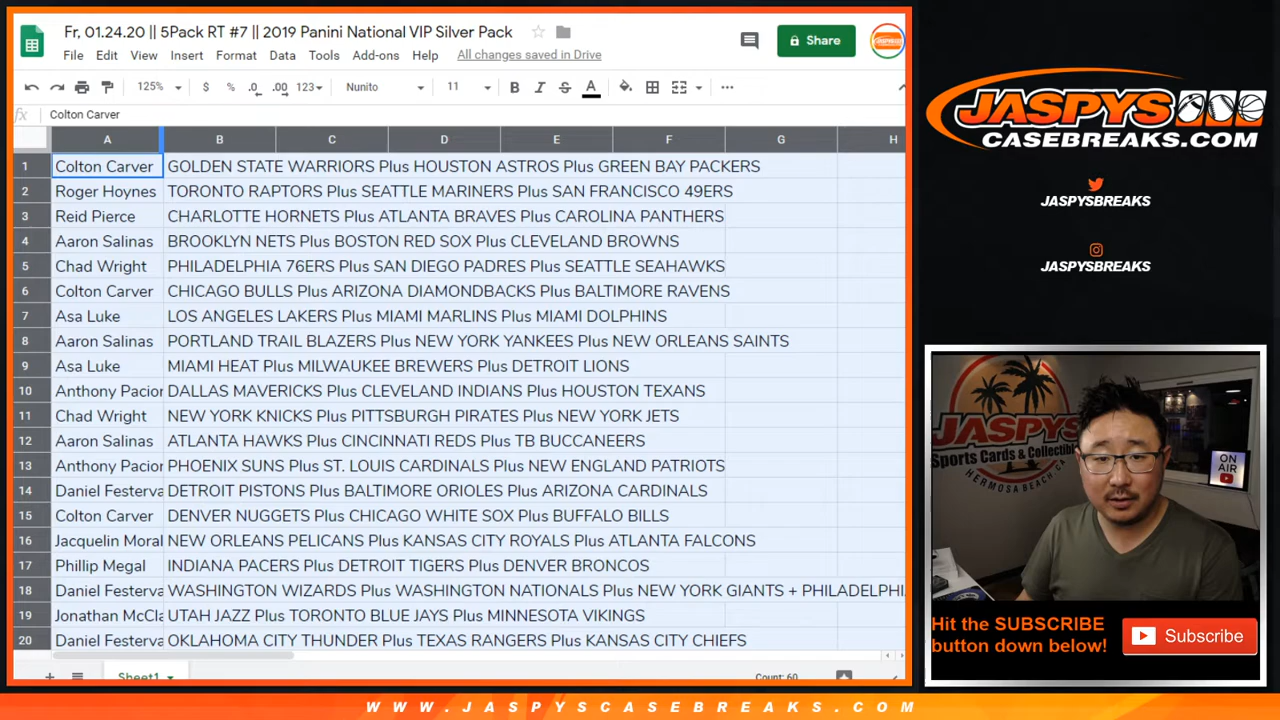 Fr, 01.24.20 || 5Pack RT #7 || 2019 Panini National VIP Silver Pack
File Edit View Insert Format Data Tools Add-ons Help All changes saved in Drive
Share
125% $ % .0 .00 123 Nunito 11 B I S A
fx Colton Carver
A B C D E F G H
1 Colton Carver GOLDEN STATE WARRIORS Plus HOUSTON ASTROS Plus GREEN BAY PACKERS
2 Roger Hoynes TORONTO RAPTORS Plus SEATTLE MARINERS Plus SAN FRANCISCO 49ERS
3 Reid Pierce CHARLOTTE HORNETS Plus ATLANTA BRAVES Plus CAROLINA PANTHERS
4 Aaron Salinas BROOKLYN NETS Plus BOSTON RED SOX Plus CLEVELAND BROWNS
5 Chad Wright PHILADELPHIA 76ERS Plus SAN DIEGO PADRES Plus SEATTLE SEAHAWKS
6 Colton Carver CHICAGO BULLS Plus ARIZONA DIAMONDBACKS Plus BALTIMORE RAVENS
7 Asa Luke LOS ANGELES LAKERS Plus MIAMI MARLINS Plus MIAMI DOLPHINS
8 Aaron Salinas PORTLAND TRAIL BLAZERS Plus NEW YORK YANKEES Plus NEW ORLEANS SAINTS
9 Asa Luke MIAMI HEAT Plus MILWAUKEE BREWERS Plus DETROIT LIONS
10 Anthony Pacior DALLAS MAVERICKS Plus CLEVELAND INDIANS Plus HOUSTON TEXANS
11 Chad Wright NEW YORK KNICKS Plus PITTSBURGH PIRATES Plus NEW YORK JETS
12 Aaron Salinas ATLANTA HAWKS Plus CINCINNATI REDS Plus TB BUCCANEERS
13 Anthony Pacior PHOENIX SUNS Plus ST. LOUIS CARDINALS Plus NEW ENGLAND PATRIOTS
14 Daniel Festerva DETROIT PISTONS Plus BALTIMORE ORIOLES Plus ARIZONA CARDINALS
15 Colton Carver DENVER NUGGETS Plus CHICAGO WHITE SOX Plus BUFFALO BILLS
16 Jacquelin Moral NEW ORLEANS PELICANS Plus KANSAS CITY ROYALS Plus ATLANTA FALCONS
17 Phillip Megal INDIANA PACERS Plus DETROIT TIGERS Plus DENVER BRONCOS
18 Daniel Festerva WASHINGTON WIZARDS Plus WASHINGTON NATIONALS Plus NEW YORK GIANTS + PHILADELPHI
19 Jonathan McCla UTAH JAZZ Plus TORONTO BLUE JAYS Plus MINNESOTA VIKINGS
20 Daniel Festerva OKLAHOMA CITY THUNDER Plus TEXAS RANGERS Plus KANSAS CITY CHIEFS
Sheet1 Count: 60
JASPYS
CASEBREAKS.COM
JASPYSBREAKS
JASPYSBREAKS
JASPYS
Sports Cards & Collectibl
HERMOSA BEACH, CA
ON
AIR
Hit the SUBSCRIBE
button down below!
Subscribe
WWW.JASPYSCASEBREAKS.COM